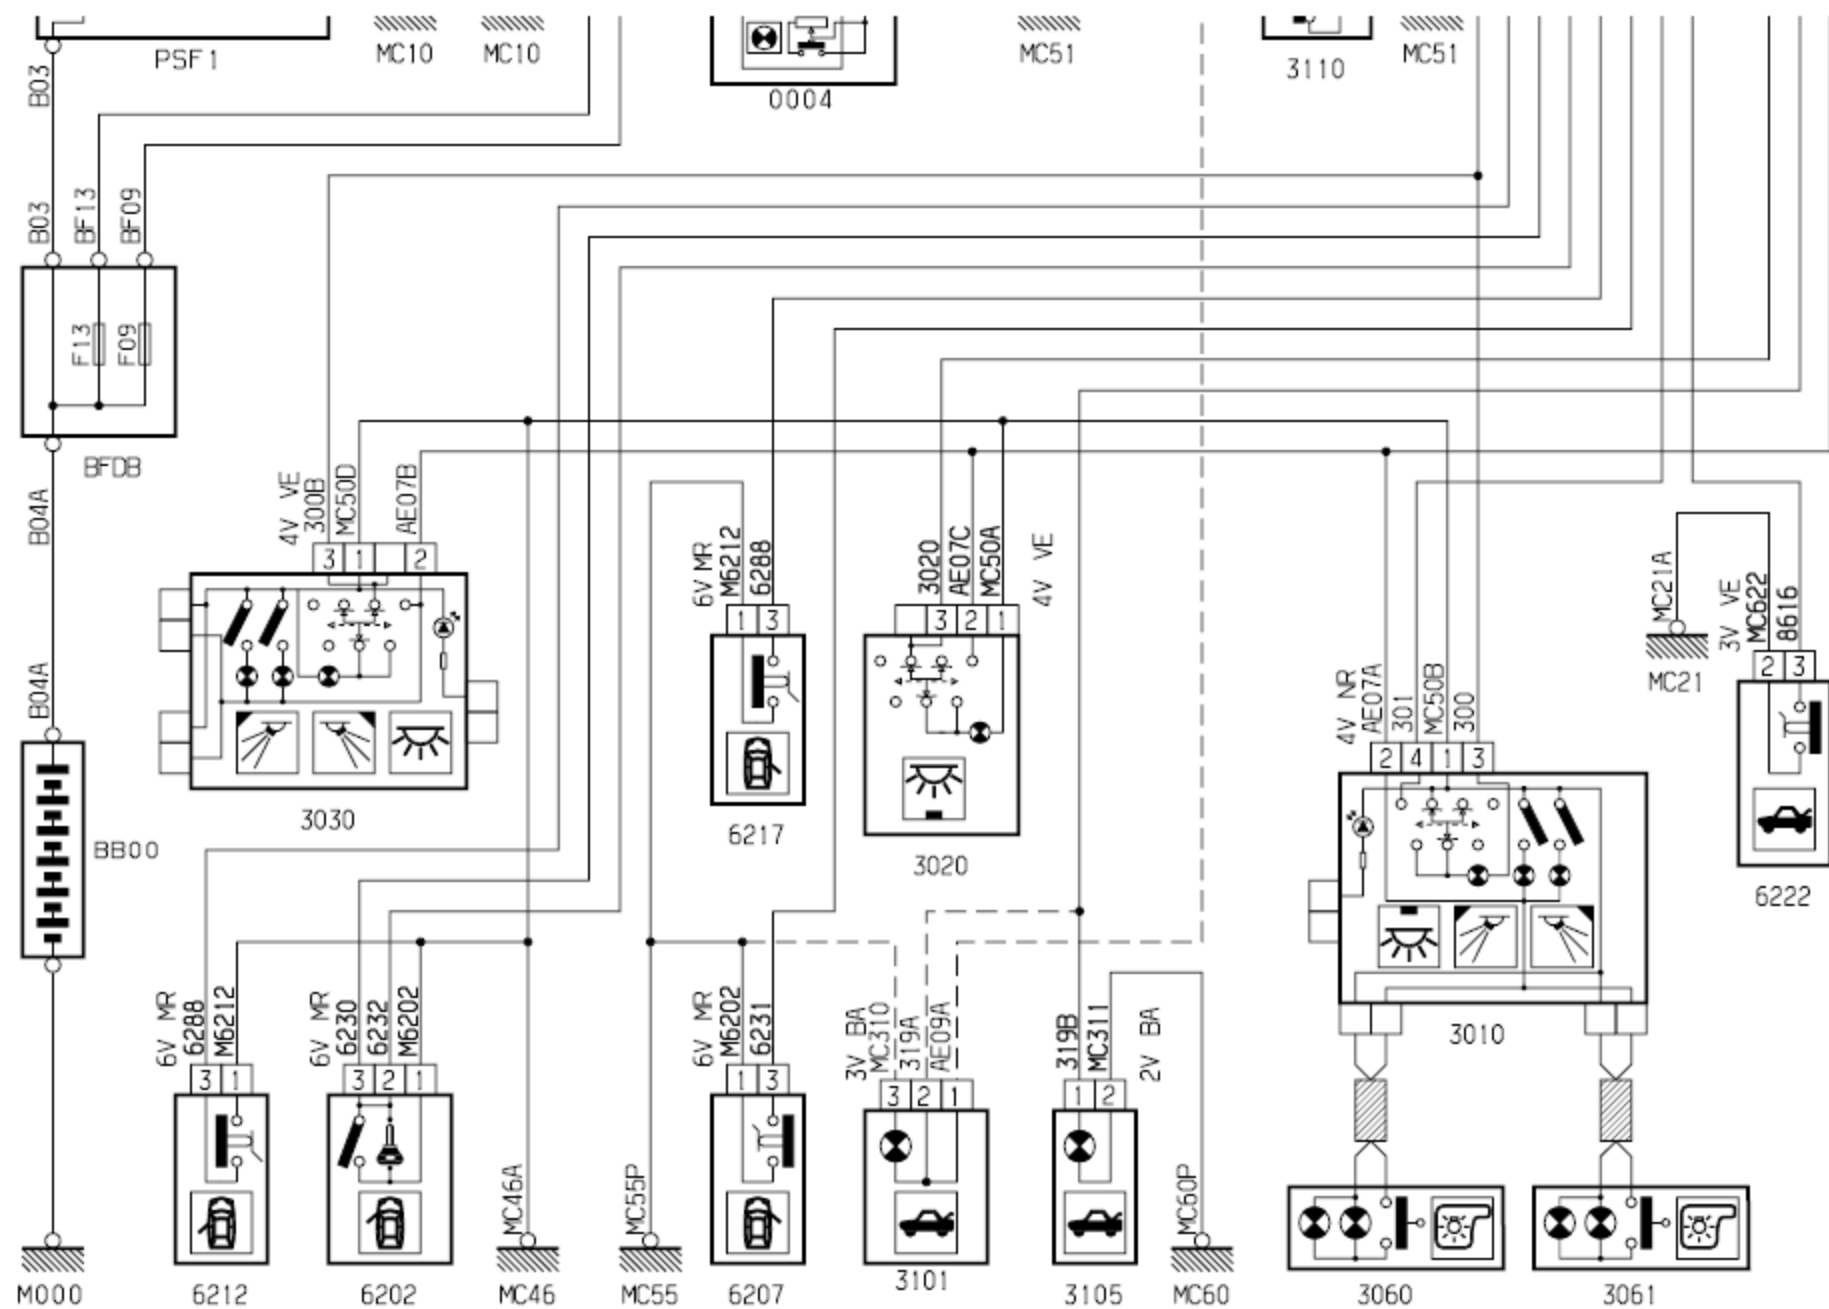 PSF1
MC10
MC10
0004
MC51
3110
MC51
B03
B03
BF13
BF09
F13
F09
BFDB
B04A
B04A
BB00
M000
4V VE
300B
MC50D
AE07B
3 1 2
3030
6V MR
M6212
6288
1 3
6217
3020
AE07C
MC50A
4V VE
3 2 1
3020
4V NR
AE07A
301
MC50B
300
2 4 1 3
3010
MC21A
MC21
3V VE
MC622
8616
2 3
6222
6V MR
6288
M6212
3 1
6212
6V MR
6230
6232
M6202
3 2 1
6202
MC46A
MC46
MC55P
MC55
6V MR
M6202
6231
1 3
6207
3V BA
MC310
319A
AE09A
3 2 1
3101
319B
MC311
2V BA
1 2
3105
MC60P
MC60
3060
3061